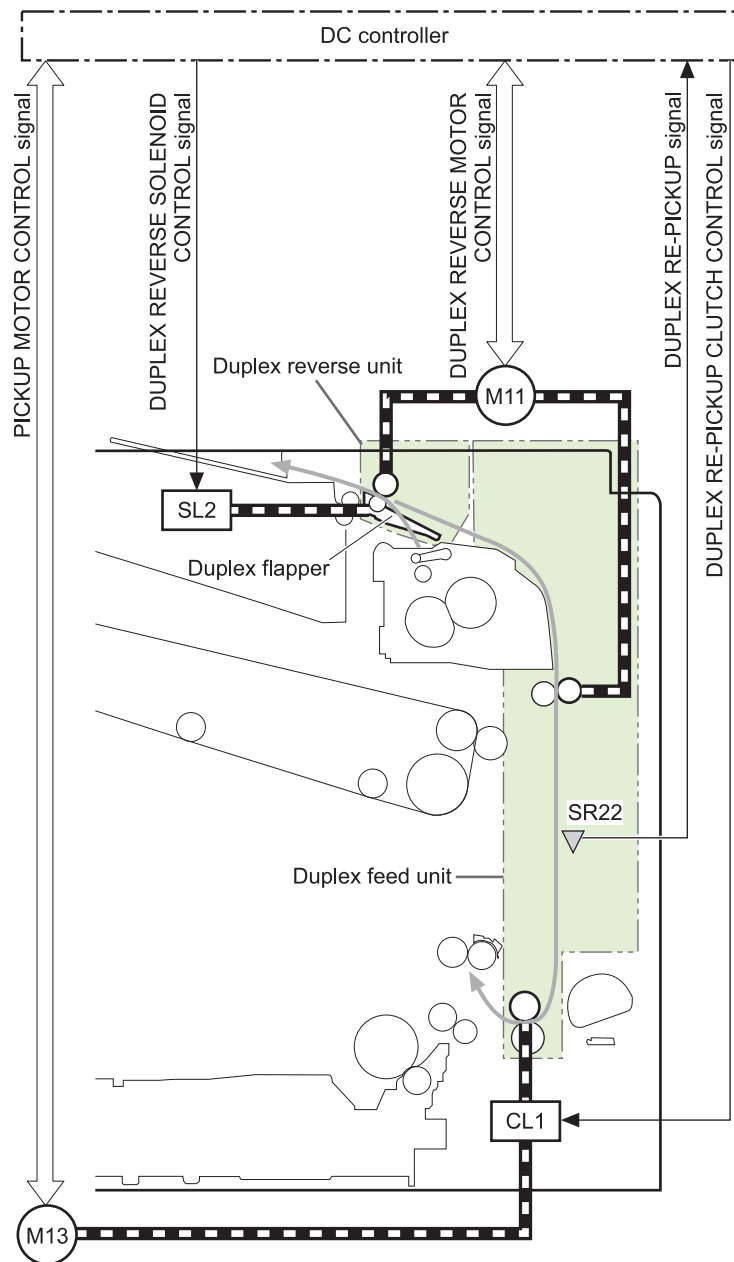 DC controller
PICKUP MOTOR CONTROL signal
DUPLEX REVERSE SOLENOID
CONTROL signal
DUPLEX REVERSE MOTOR
CONTROL signal
DUPLEX RE-PICKUP signal
DUPLEX RE-PICKUP CLUTCH CONTROL signal
Duplex reverse unit
M11
SL2
Duplex flapper
SR22
Duplex feed unit
CL1
M13